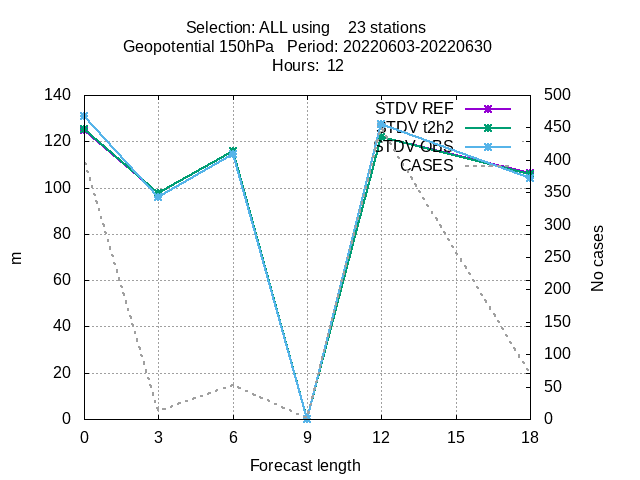 Selection: ALL using    23 stations
Geopotential 150hPa   Period: 20220603-20220630
Hours:  12
140
120
100
80
60
40
20
0
m
500
450
400
350
300
250
200
150
100
50
0
No cases
STDV REF
STDV t2h2
STDV OBS
CASES
0 3 6 9 12 15 18
Forecast length